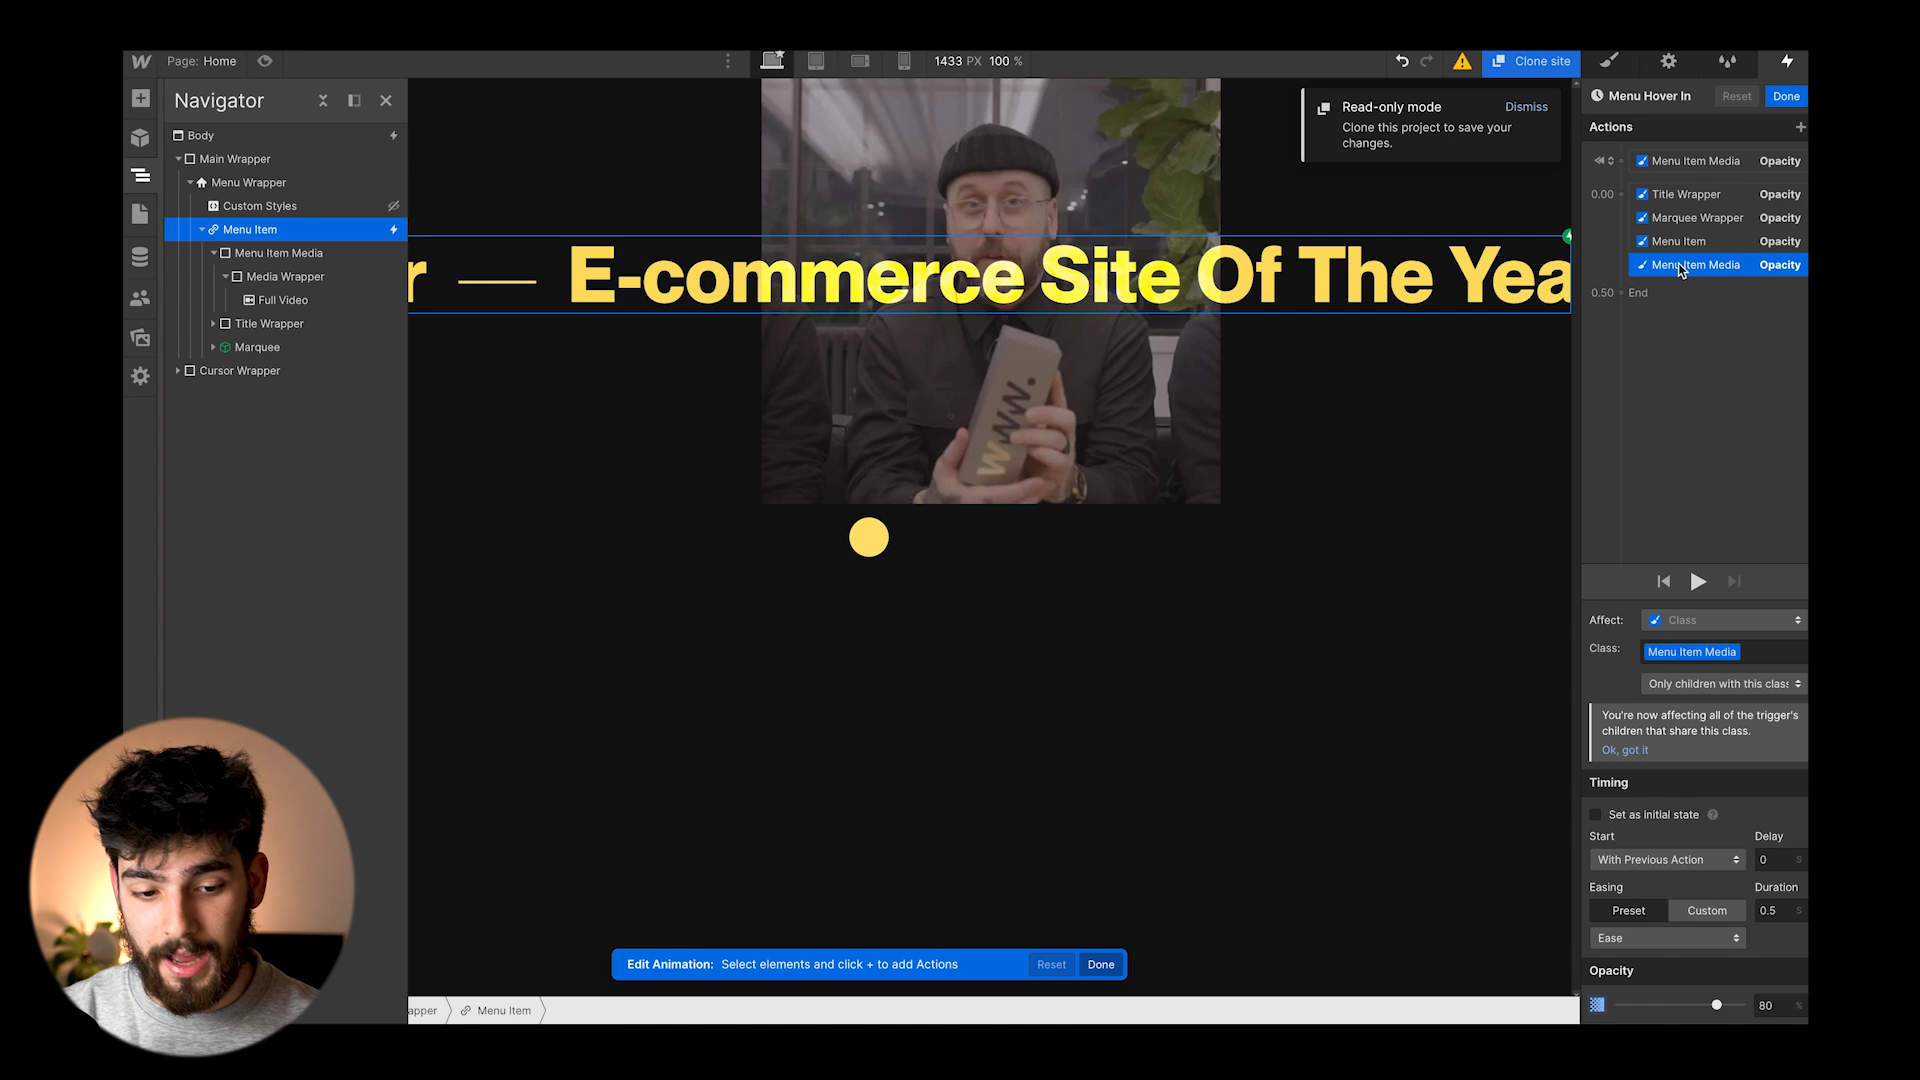 Page: Home
1433 PX 100 %
Clone site
Navigator
Body
Main Wrapper
Menu Wrapper
Custom Styles
Menu Item
Menu Item Media
Media Wrapper
Full Video
Title Wrapper
Marquee
Cursor Wrapper
r — E-commerce Site Of The Yea
www.
Read-only mode
Dismiss
Clone this project to save your
changes.
Menu Hover In
Reset
Done
Actions
Menu Item Media Opacity
0.00 Title Wrapper Opacity
Marquee Wrapper Opacity
Menu Item Opacity
Menu Item Media Opacity
0.50 End
Affect: Class
Class: Menu Item Media
Only children with this class
You're now affecting all of the trigger's
children that share this class.
Ok, got it
Timing
Set as initial state ?
Start Delay
With Previous Action 0 S
Easing Duration
Preset Custom 0.5 S
Ease
Opacity
80 %
Edit Animation: Select elements and click + to add Actions Reset Done
apper Menu Item